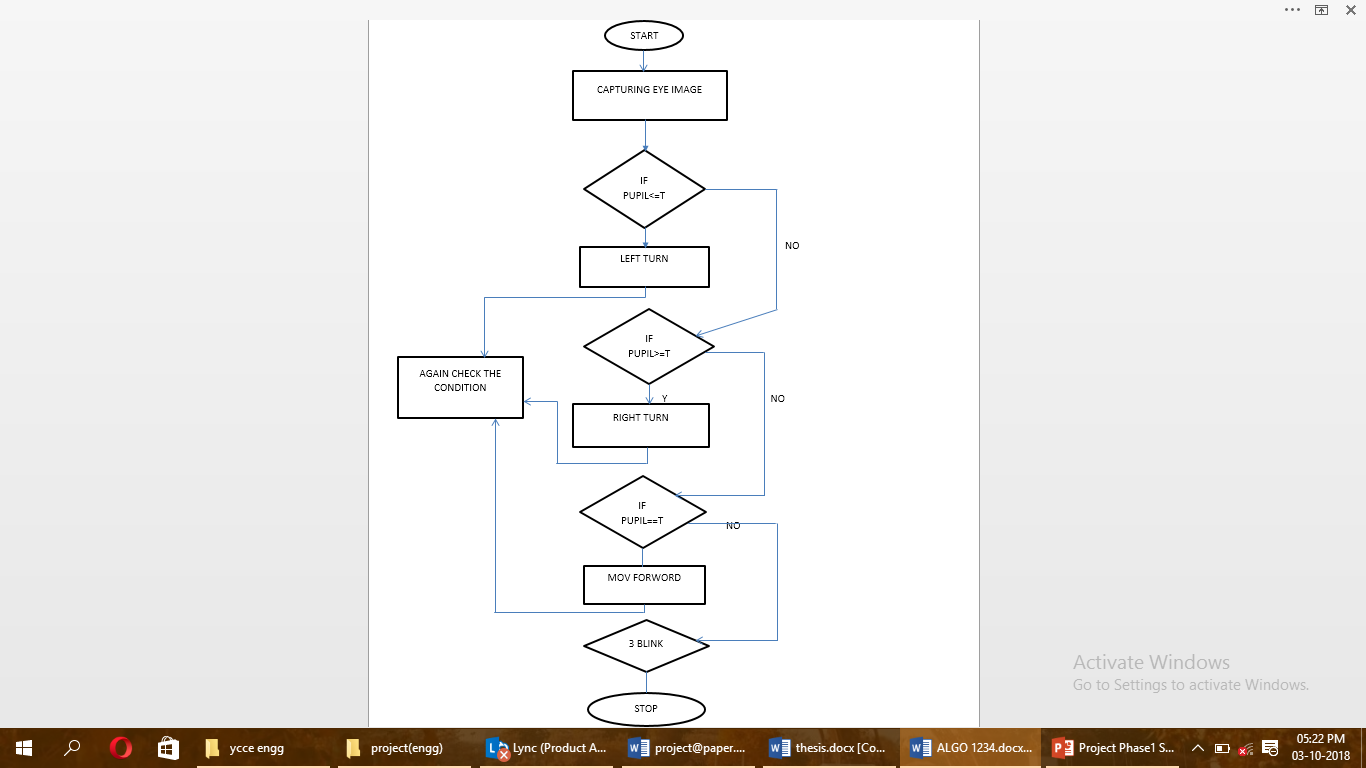 START
CAPTURING EYE IMAGE
IF
PUPIL<=T
NO
LEFT TURN
IF
PUPIL>=T
AGAIN CHECK THE
CONDITION
Y
NO
RIGHT TURN
IF
PUPIL==T
NO
MOV FORWORD
3 BLINK
STOP
Activate Windows
Go to Settings to activate Windows.
ycce engg
project(engg)
Lync (Product A...
project@paper....
thesis.docx [Co...
ALGO 1234.docx...
Project Phase1 S...
05:22 PM
03-10-2018